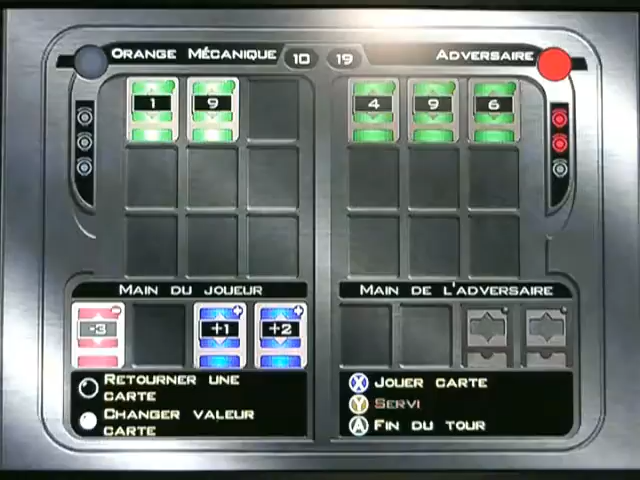 ORANGE MÉCANIQUE 10 19 ADVERSAIRE
1 9 4 9 6
MAIN DU JOUEUR MAIN DE L'ADVERSAIRE
-3 +1 +2
RETOURNER UNE CARTE
CHANGER VALEUR CARTE
X JOUER CARTE
Y SERVI
A FIN DU TOUR